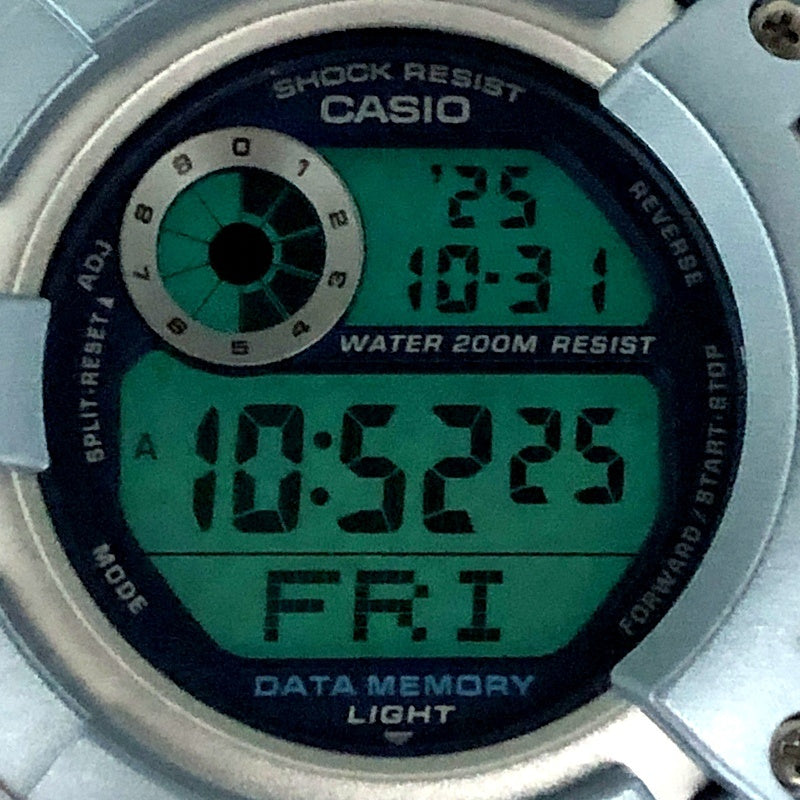 SHOCK RESIST
CASIO
0 1 2 3 4 5 6 7 8 9
'25
10-31
ADJ
REVERSE
WATER 200M RESIST
SPLIT·RESET
A 10:52 25
FORWARD/START·STOP
MODE
FRI
DATA MEMORY
LIGHT